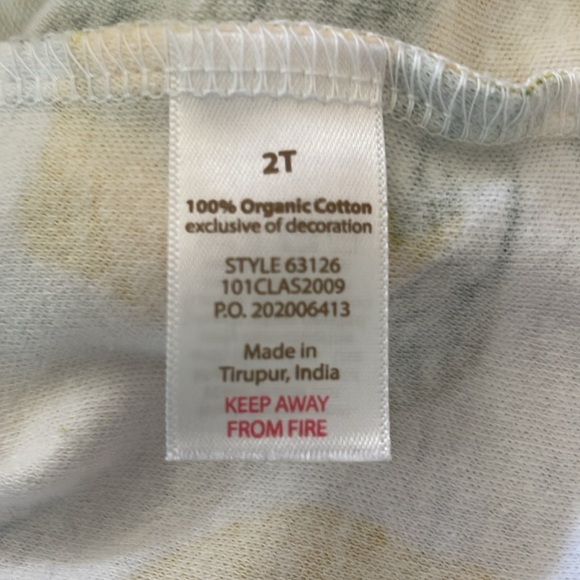 2T
100% Organic Cotton
exclusive of decoration
STYLE 63126
101CLAS2009
P.O. 202006413
Made in
Tirupur, India
KEEP AWAY
FROM FIRE